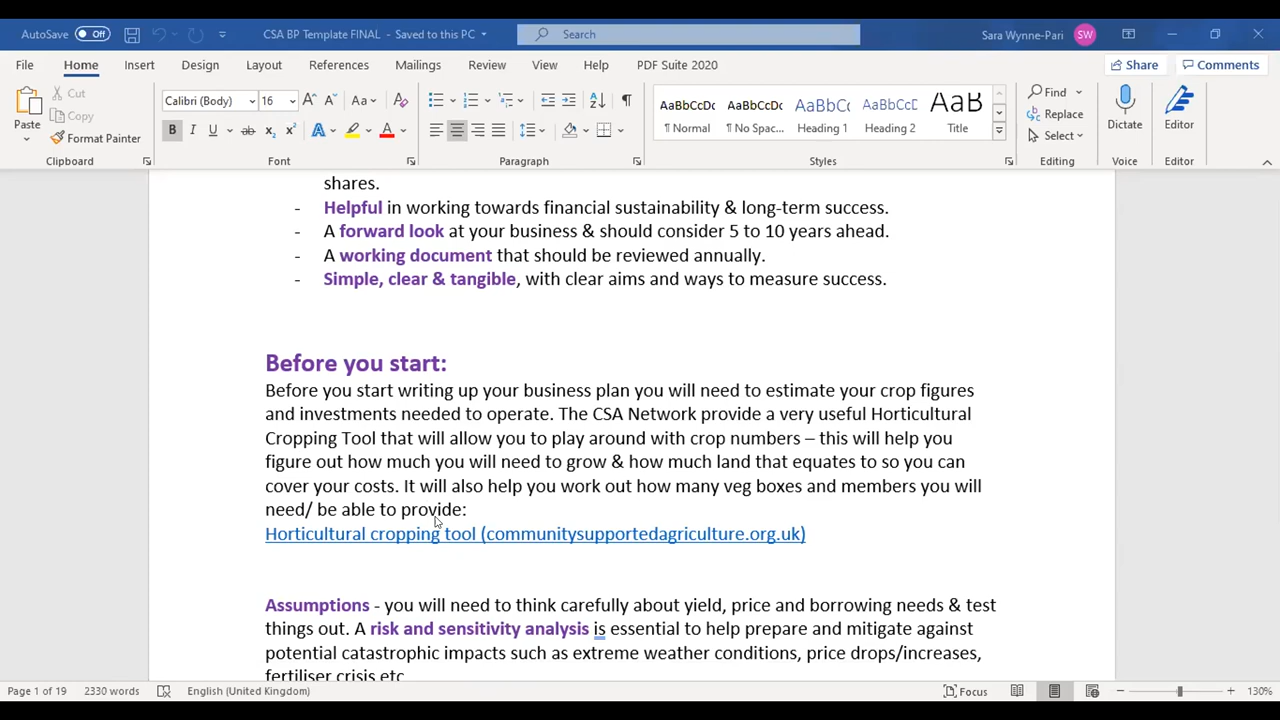 AutoSave Off CSA BP Template FINAL - Saved to this PC Search Sara Wynne-Pari SW
File Home Insert Design Layout References Mailings Review View Help PDF Suite 2020 Share Comments
Paste Cut Copy Format Painter
Calibri (Body) 16
AaBbCcDc AaBbCcDc AaBbCc AaBbCcD AaB
¶ Normal ¶ No Spac... Heading 1 Heading 2 Title
Find Replace Select
Dictate Editor
Clipboard Font Paragraph Styles Editing Voice Editor
shares.
- Helpful in working towards financial sustainability & long-term success.
- A forward look at your business & should consider 5 to 10 years ahead.
- A working document that should be reviewed annually.
- Simple, clear & tangible, with clear aims and ways to measure success.
Before you start:
Before you start writing up your business plan you will need to estimate your crop figures
and investments needed to operate. The CSA Network provide a very useful Horticultural
Cropping Tool that will allow you to play around with crop numbers – this will help you
figure out how much you will need to grow & how much land that equates to so you can
cover your costs. It will also help you work out how many veg boxes and members you will
need/ be able to provide:
Horticultural cropping tool (communitysupportedagriculture.org.uk)
Assumptions - you will need to think carefully about yield, price and borrowing needs & test
things out. A risk and sensitivity analysis is essential to help prepare and mitigate against
potential catastrophic impacts such as extreme weather conditions, price drops/increases,
fertiliser crisis etc
Page 1 of 19 2330 words English (United Kingdom) Focus 130%